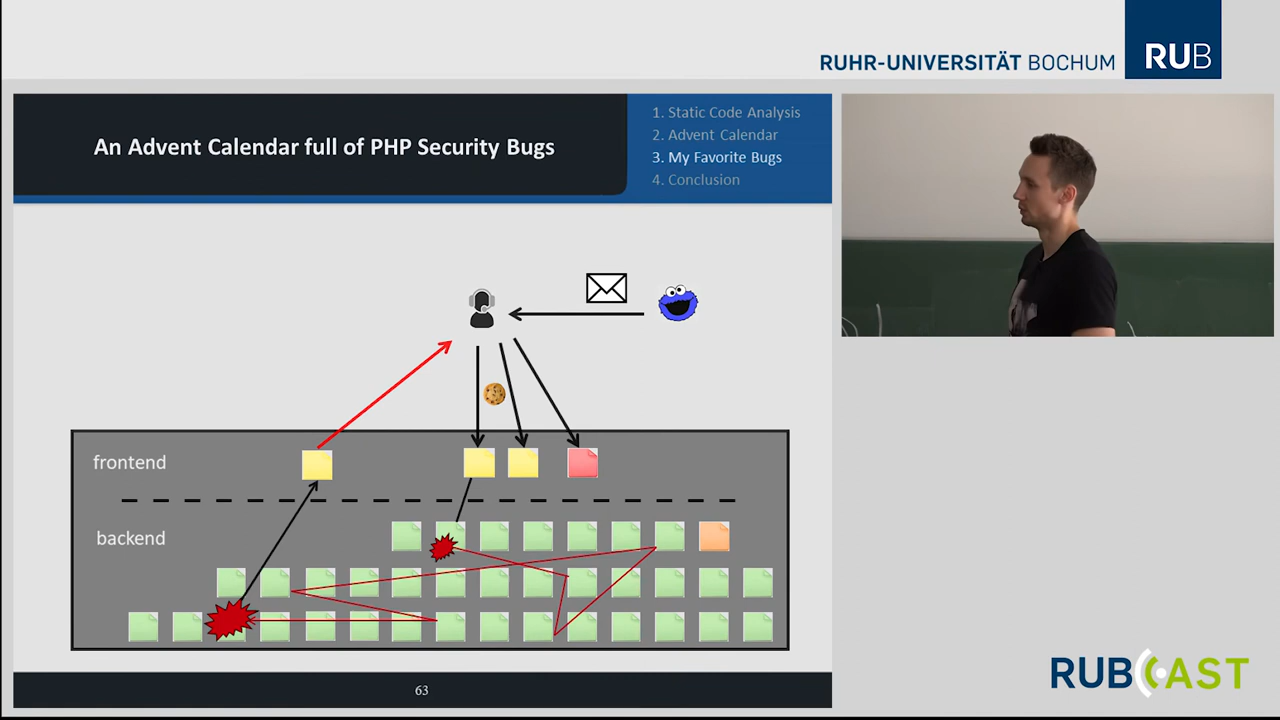 RUHR-UNIVERSITÄT BOCHUM
RUB
An Advent Calendar full of PHP Security Bugs
1. Static Code Analysis
2. Advent Calendar
3. My Favorite Bugs
4. Conclusion
frontend
backend
63
RUBCAST